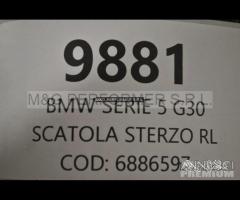 9881
M&G PERFORMER S.R.L.
BMW SERIE 5 G30
SCATOLA STERZO RL
COD: 6886597
ANNUNCI
PREMIUM